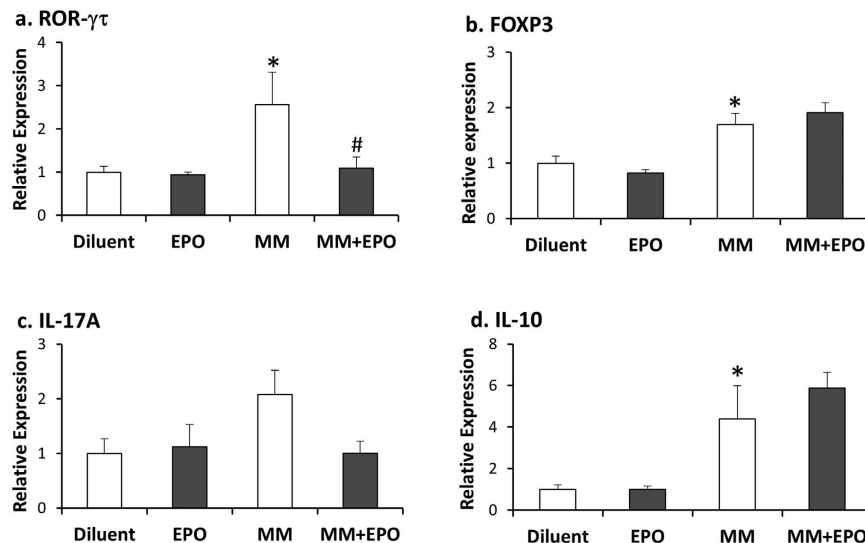 a. ROR-γτ
Relative Expression
4
3
2
1
0
*
#
Diluent EPO MM MM+EPO
b. FOXP3
Relative expression
3
2
1
0
*
Diluent EPO MM MM+EPO
c. IL-17A
Relative Expression
3
2
1
0
Diluent EPO MM MM+EPO
d. IL-10
Relative Expression
8
6
4
2
0
*
Diluent EPO MM MM+EPO